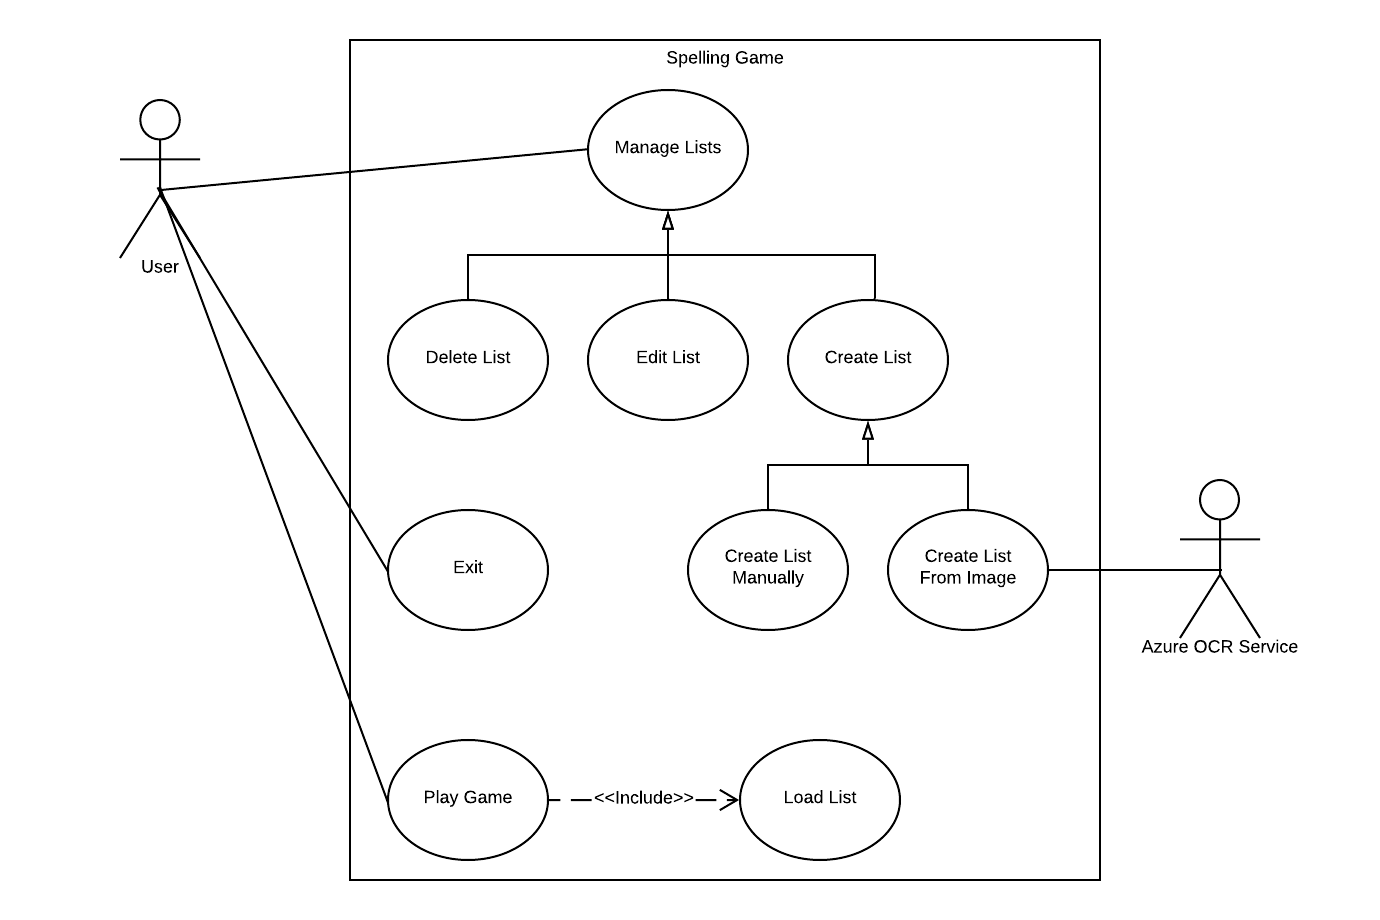 Spelling Game
Manage Lists
User
Delete List
Edit List
Create List
Exit
Create List
Manually
Create List
From Image
Azure OCR Service
Play Game
<<Include>>
Load List